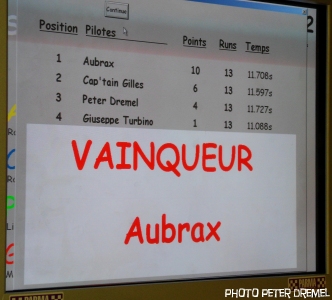 Continue
Position Pilotes Points Runs Temps
1 Aubrax 10 13 11.708s
2 Cap'tain Gilles 6 13 11.597s
3 Peter Dremel 4 13 11.727s
4 Giuseppe Turbino 1 13 11.088s
VAINQUEUR
Aubrax
PARMA PARMA
PHOTO PETER DREMEL